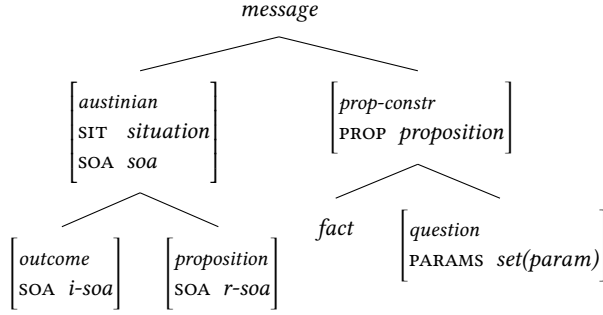 message
austinian
SIT situation
SOA soa
prop-constr
PROP proposition
outcome
SOA i-soa
proposition
SOA r-soa
fact
question
PARAMS set(param)